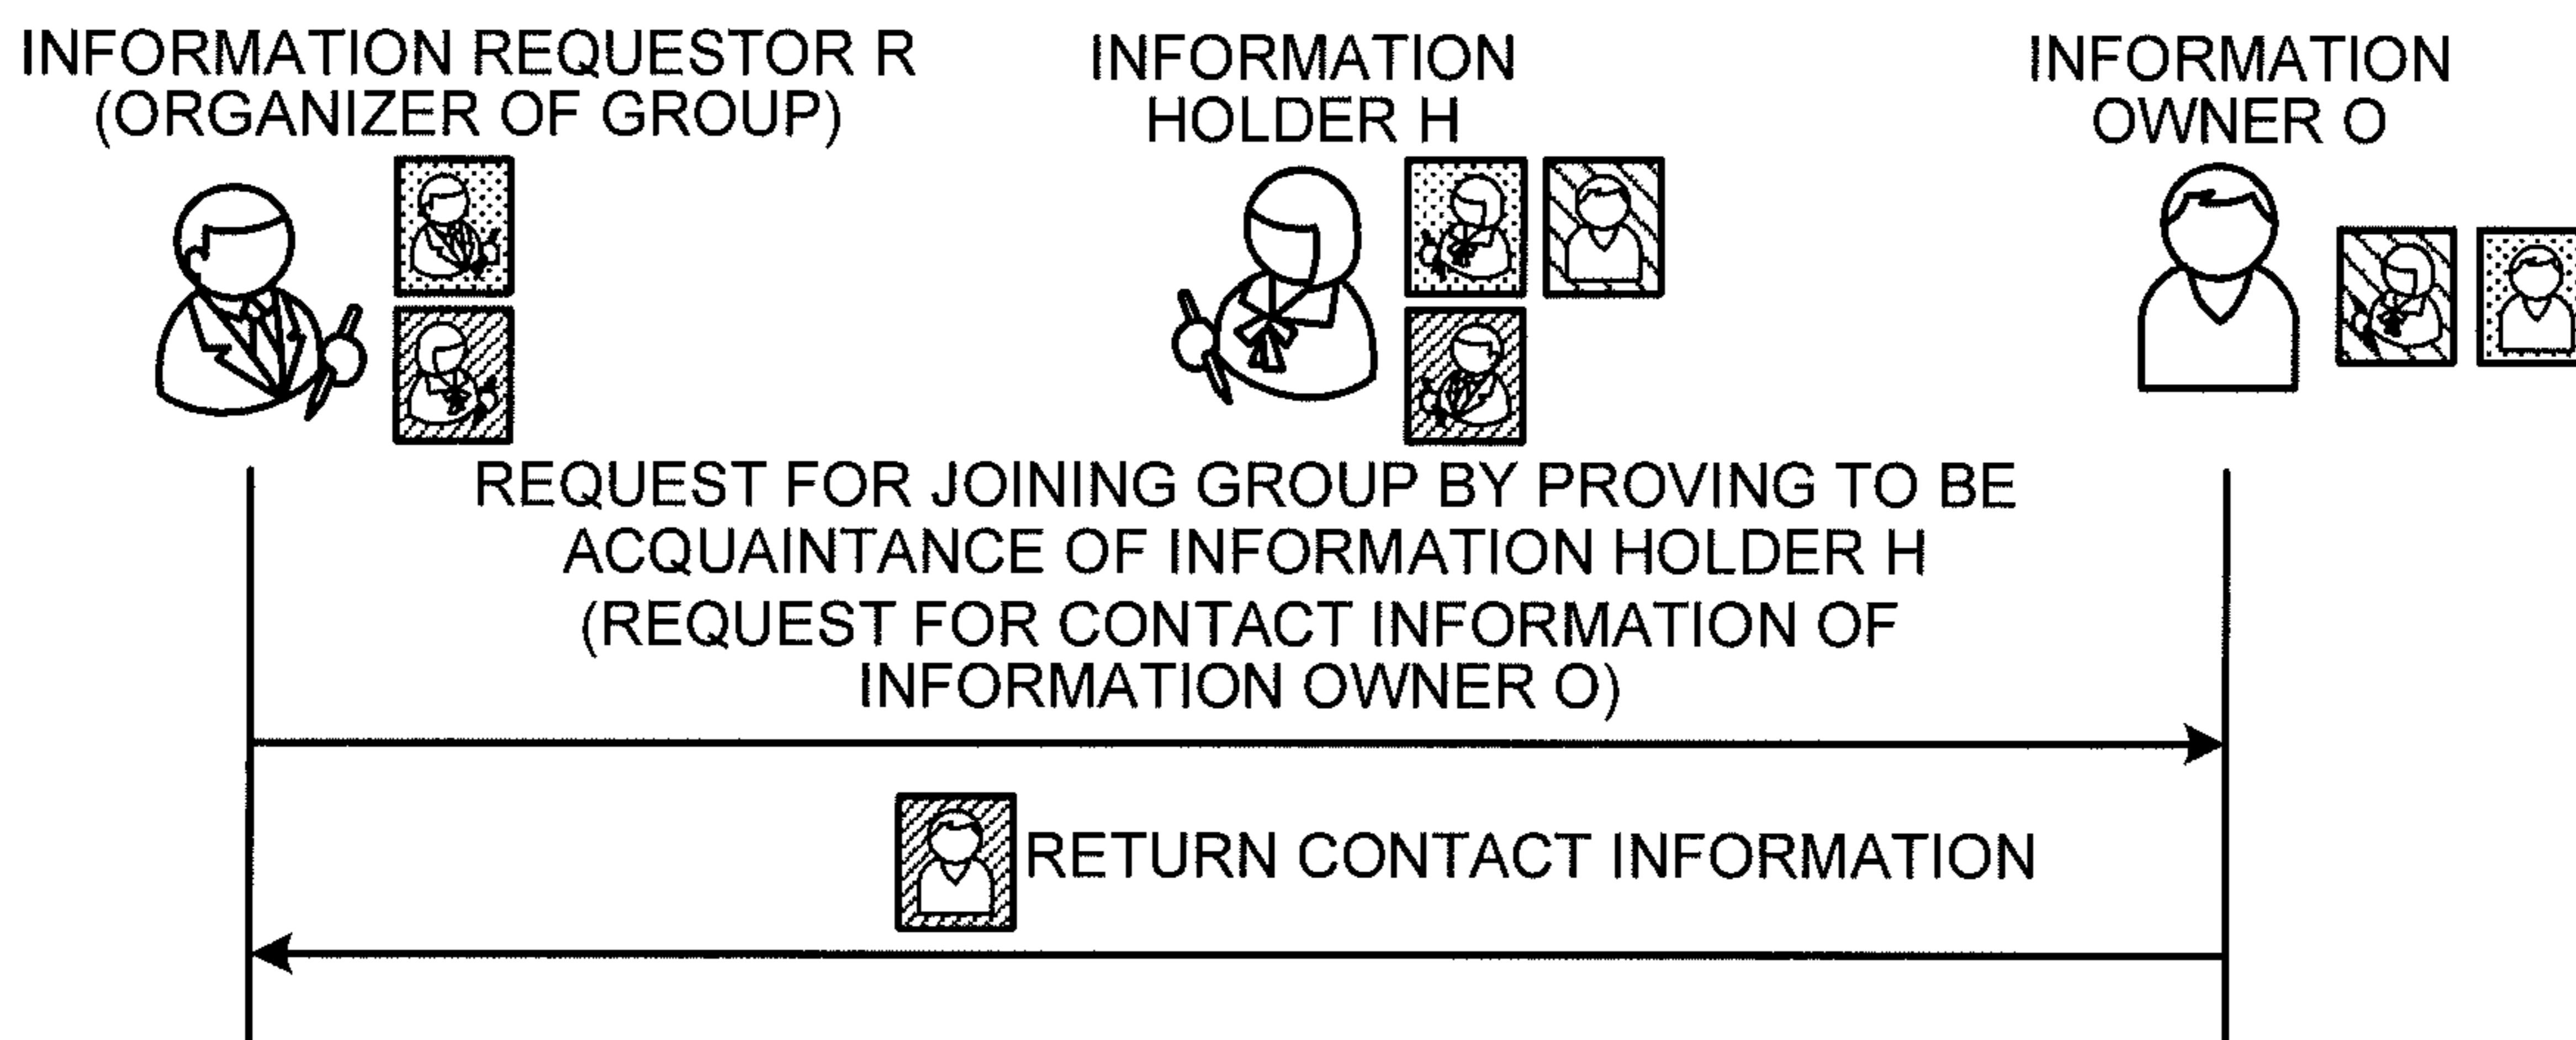 INFORMATION REQUESTOR R
(ORGANIZER OF GROUP)
INFORMATION
HOLDER H
INFORMATION
OWNER O
REQUEST FOR JOINING GROUP BY PROVING TO BE
ACQUAINTANCE OF INFORMATION HOLDER H
(REQUEST FOR CONTACT INFORMATION OF
INFORMATION OWNER O)
RETURN CONTACT INFORMATION